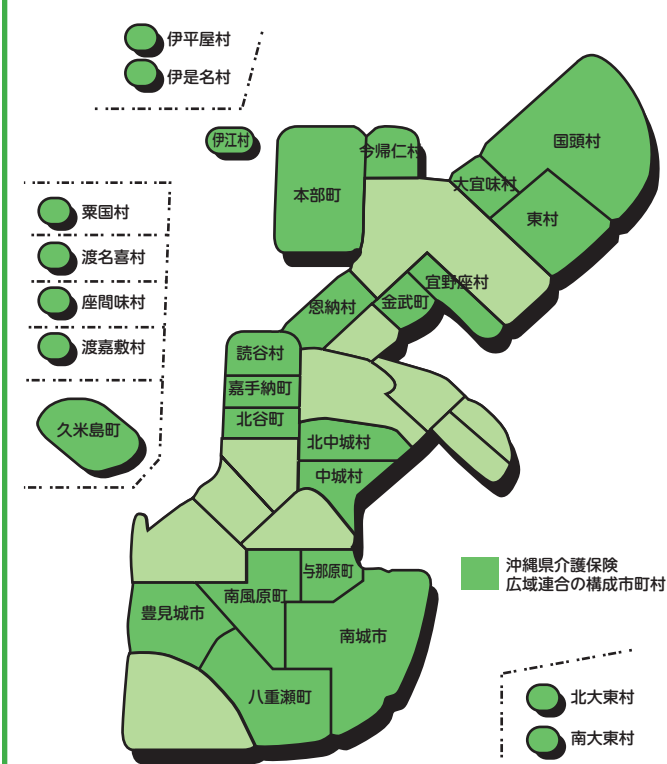 伊平屋村
伊是名村
伊江村
今帰仁村
本部町
国頭村
大宜味村
東村
粟国村
渡名喜村
座間味村
渡嘉敷村
久米島町
宜野座村
金武町
恩納村
読谷村
嘉手納町
北谷町
北中城村
中城村
与那原町
南風原町
豊見城市
南城市
八重瀬町
沖縄県介護保険
広域連合の構成市町村
北大東村
南大東村